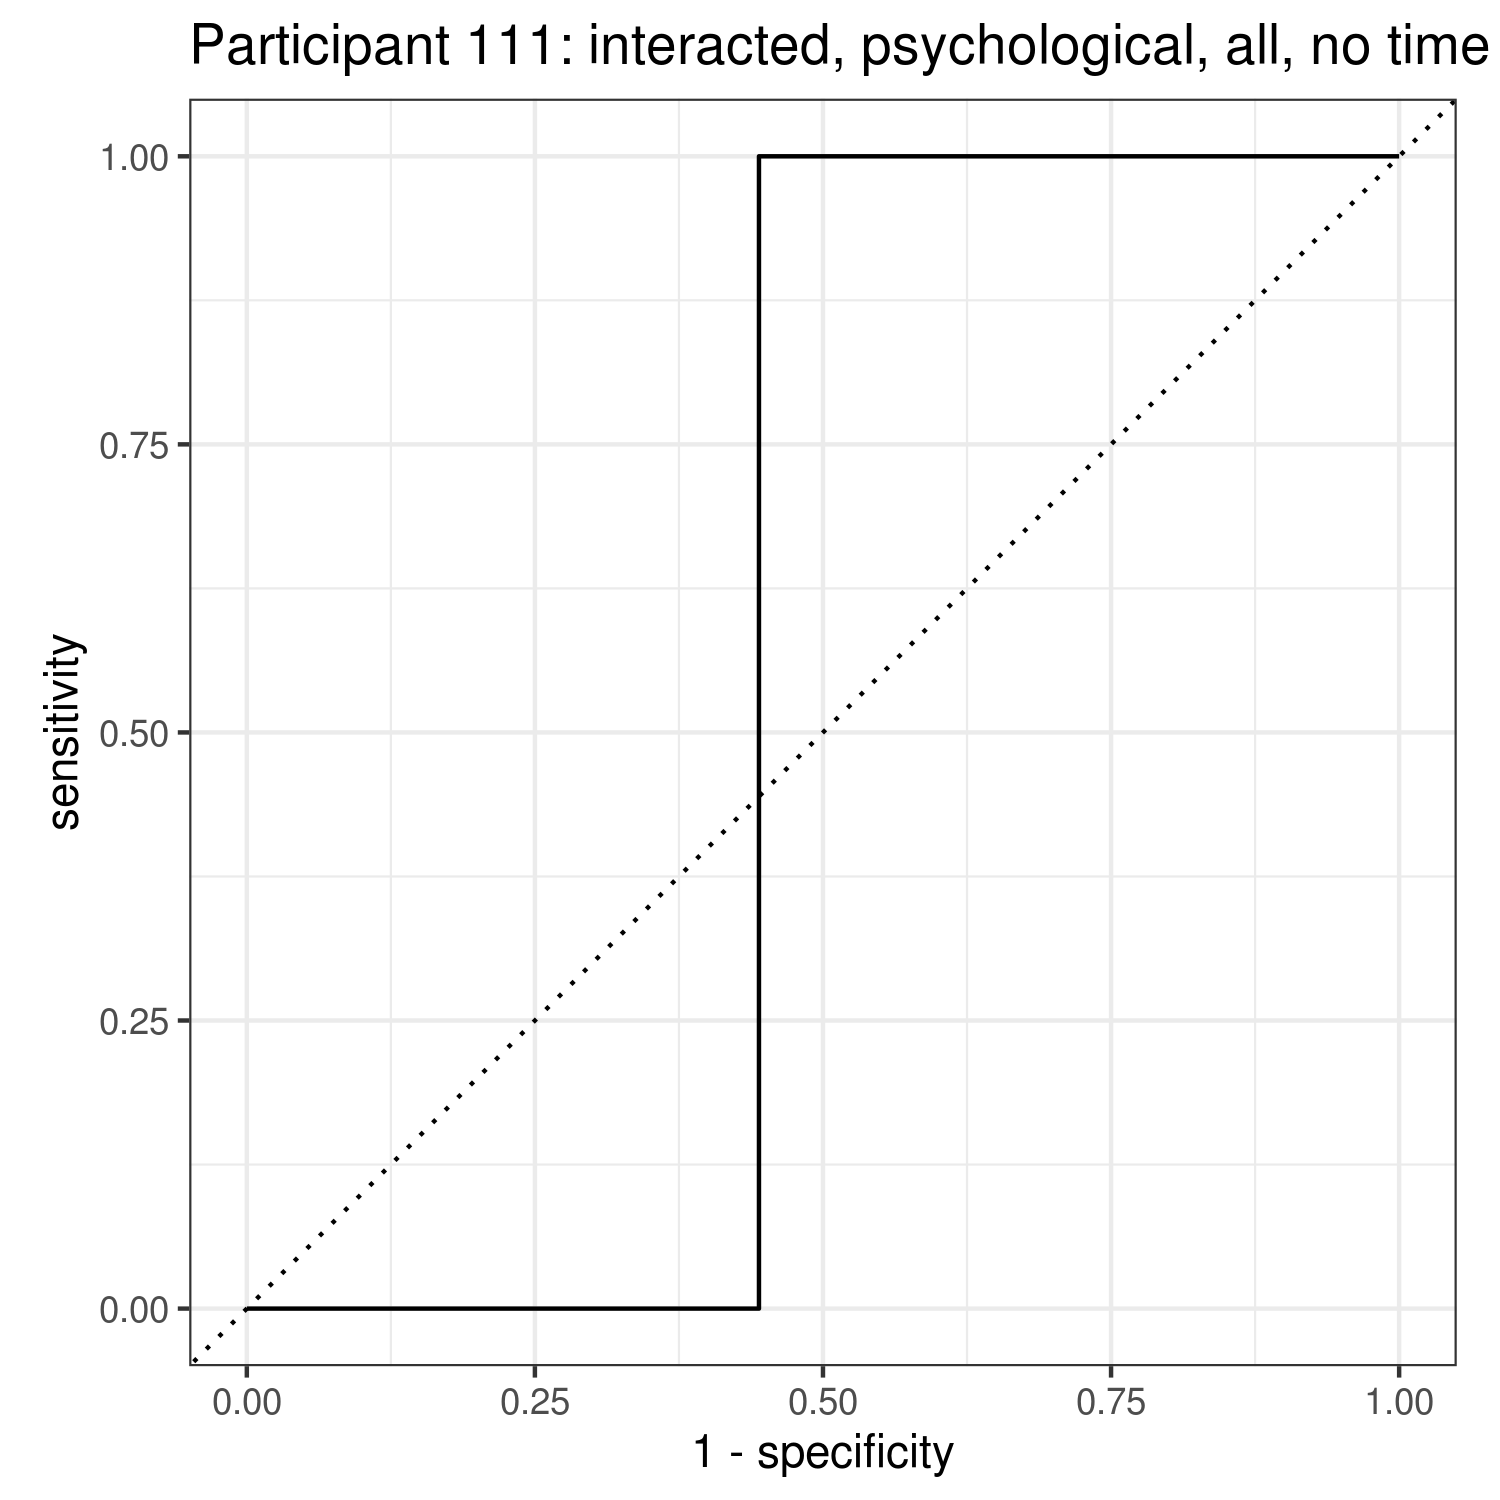 Participant 111: interacted, psychological, all, no time
1.00
0.75
0.50
0.25
0.00
sensitivity
0.00 0.25 0.50 0.75 1.00
1 - specificity